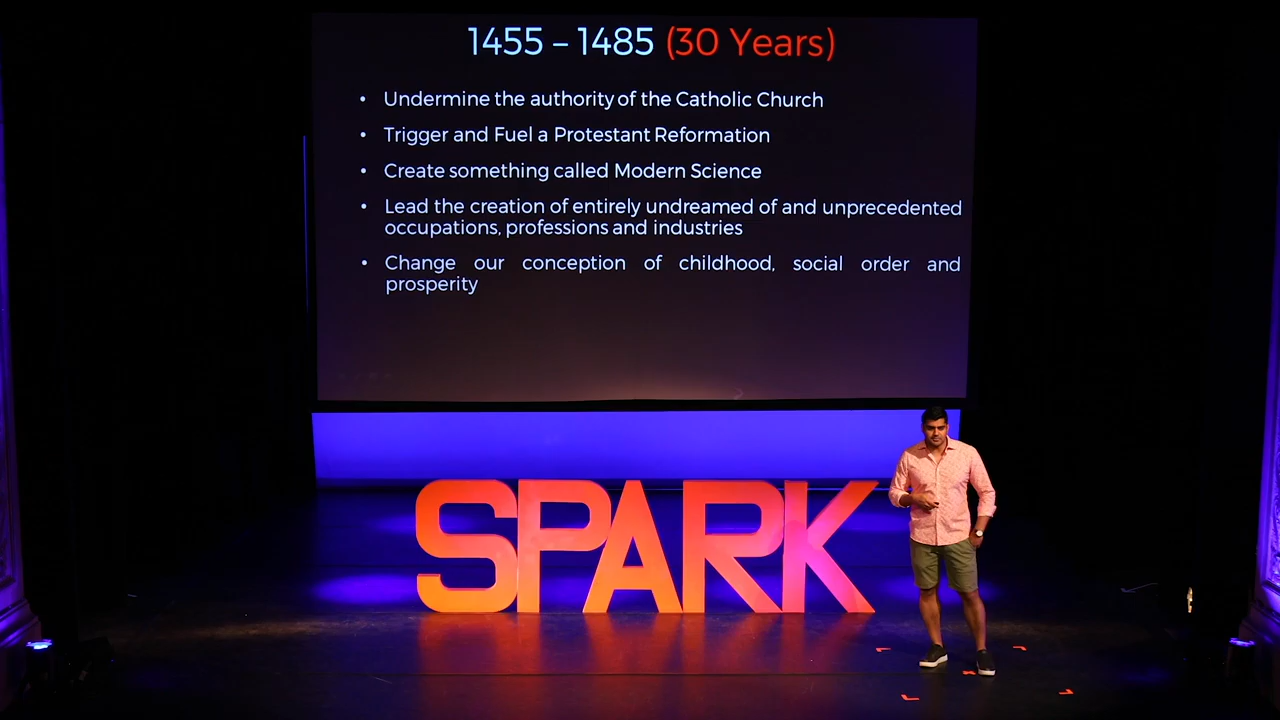 1455 – 1485 (30 Years)
• Undermine the authority of the Catholic Church
• Trigger and Fuel a Protestant Reformation
• Create something called Modern Science
• Lead the creation of entirely undreamed of and unprecedented
occupations, professions and industries
• Change our conception of childhood, social order and
prosperity
SPARK